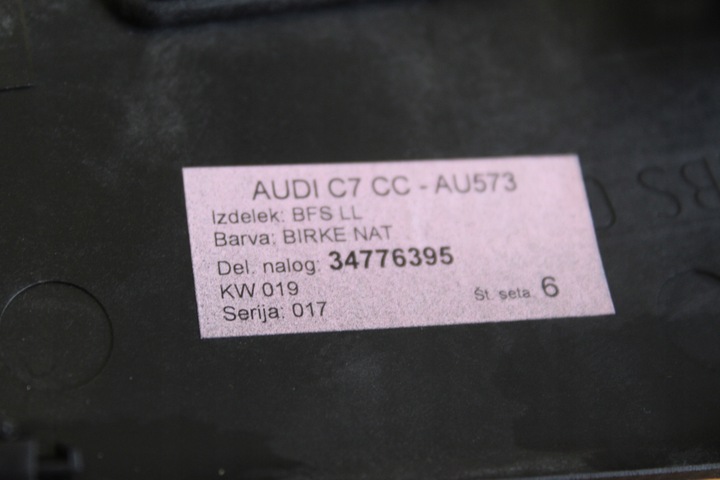 AUDI C7 CC - AU573
Izdelek: BFS LL
Barva: BIRKE NAT
Del. nalog: 34776395
KW 019
Št. seta: 6
Serija: 017